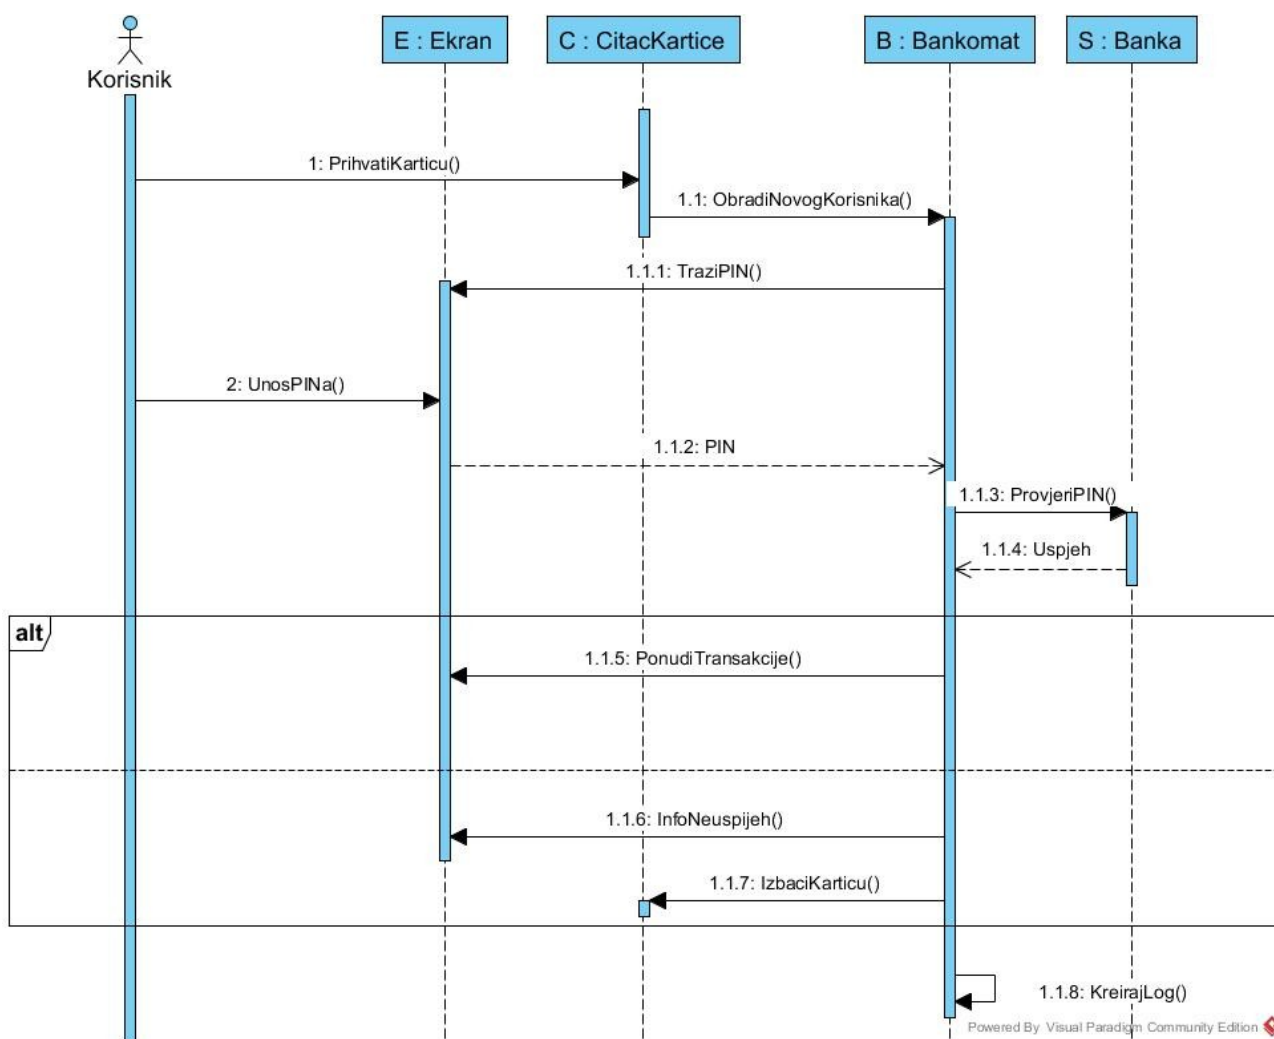 Korisnik
E : Ekran
C : CitacKartice
B : Bankomat
S : Banka
1: PrihvatiKarticu()
1.1: ObradiNovogKorisnika()
1.1.1: TraziPIN()
2: UnosPINa()
1.1.2: PIN
1.1.3: ProvjeriPIN()
1.1.4: Uspjeh
alt
1.1.5: PonudiTransakcije()
1.1.6: InfoNeuspijeh()
1.1.7: IzbaciKarticu()
1.1.8: KreirajLog()
Powered By Visual Paradigm Community Edition